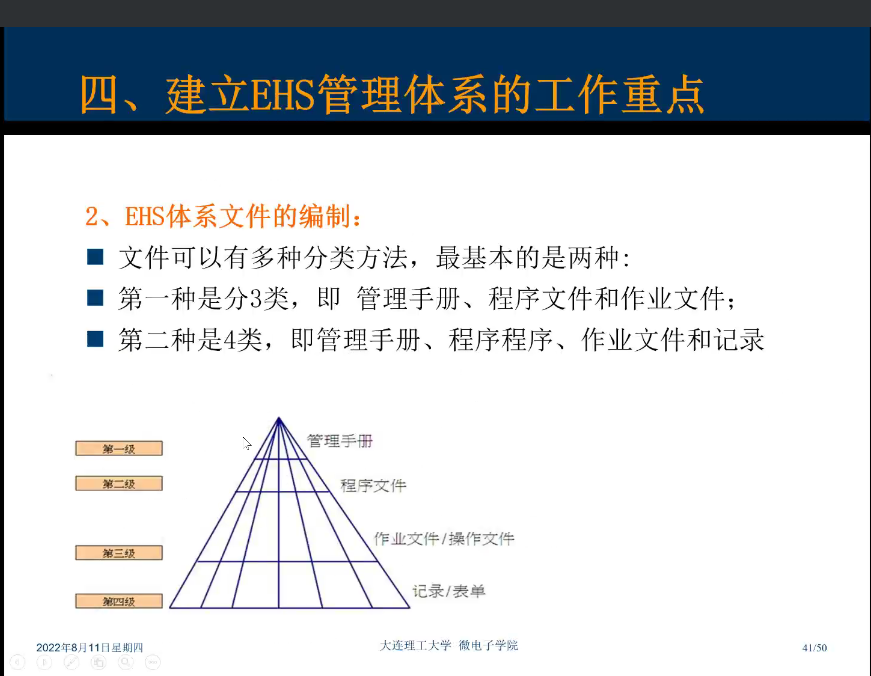 四、建立EHS管理体系的工作重点
2、EHS体系文件的编制：
文件可以有多种分类方法，最基本的是两种：
第一种是分3类，即 管理手册、程序文件和作业文件；
第二种是4类，即管理手册、程序程序、作业文件和记录
第一级
管理手册
第二级
程序文件
第三级
作业文件/操作文件
第四级
记录/表单
2022年8月11日星期四
大连理工大学 微电子学院
41/50